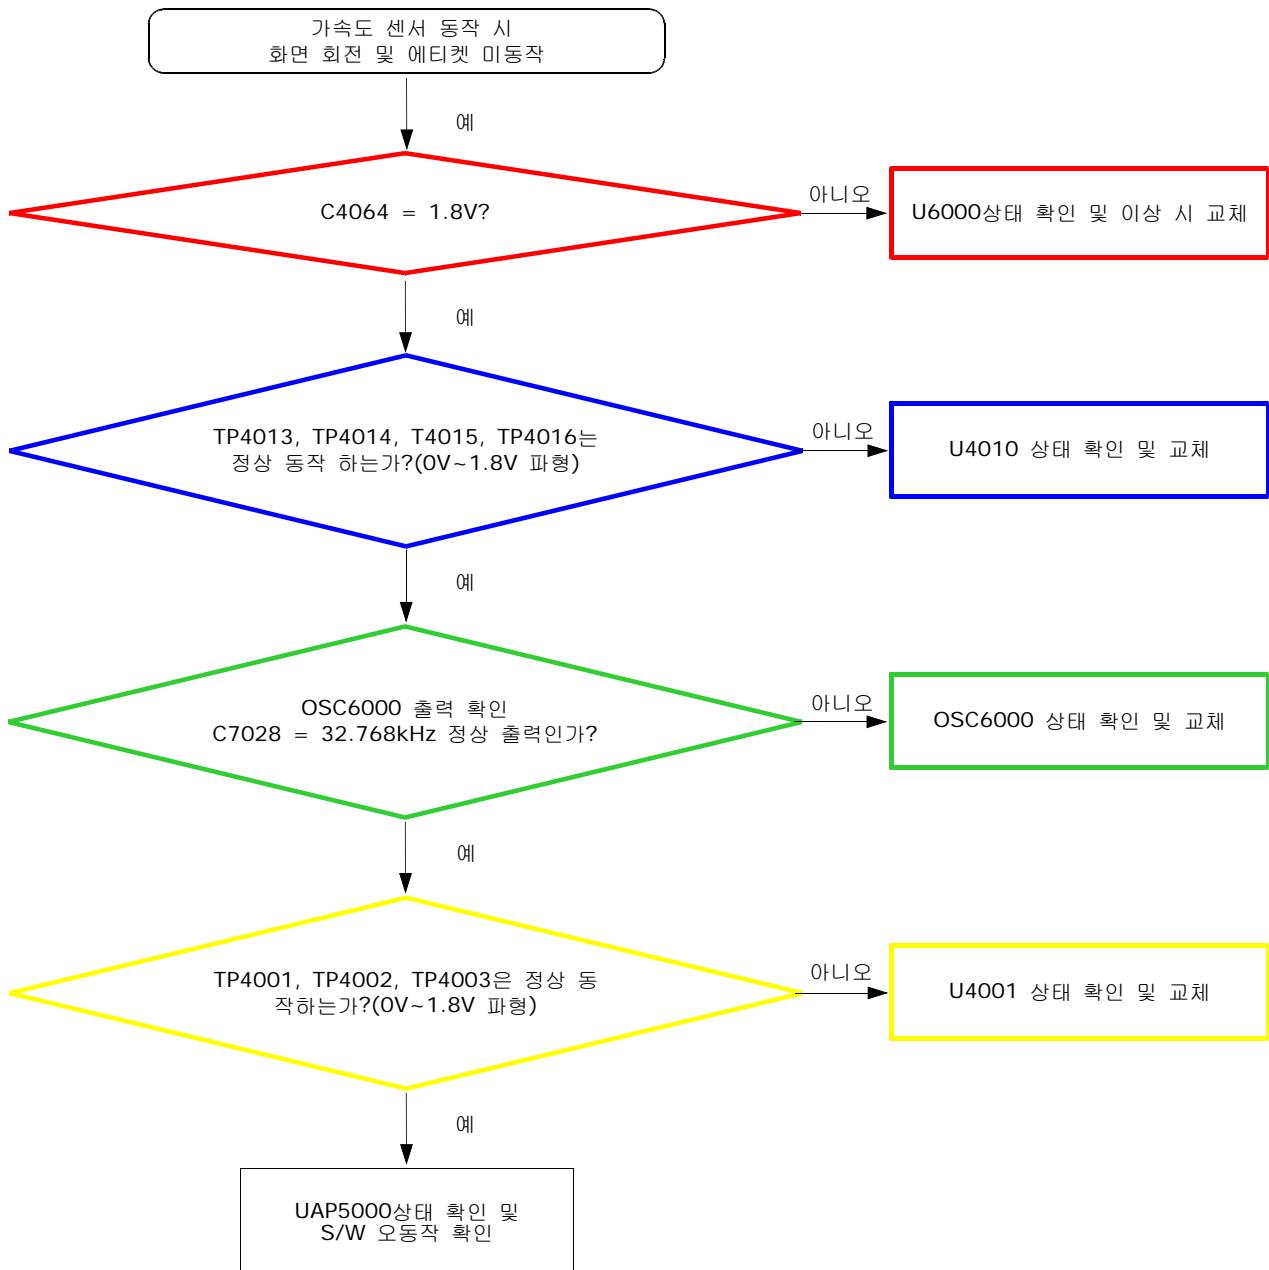 가속도 센서 동작 시
화면 회전 및 에티켓 미동작
예
C4064 = 1.8V?
아니오
U6000상태 확인 및 이상 시 교체
예
TP4013, TP4014, T4015, TP4016는
정상 동작 하는가?(0V~1.8V 파형)
아니오
U4010 상태 확인 및 교체
예
OSC6000 출력 확인
C7028 = 32.768kHz 정상 출력인가?
아니오
OSC6000 상태 확인 및 교체
예
TP4001, TP4002, TP4003은 정상 동
작하는가?(0V~1.8V 파형)
아니오
U4001 상태 확인 및 교체
예
UAP5000상태 확인 및
S/W 오동작 확인